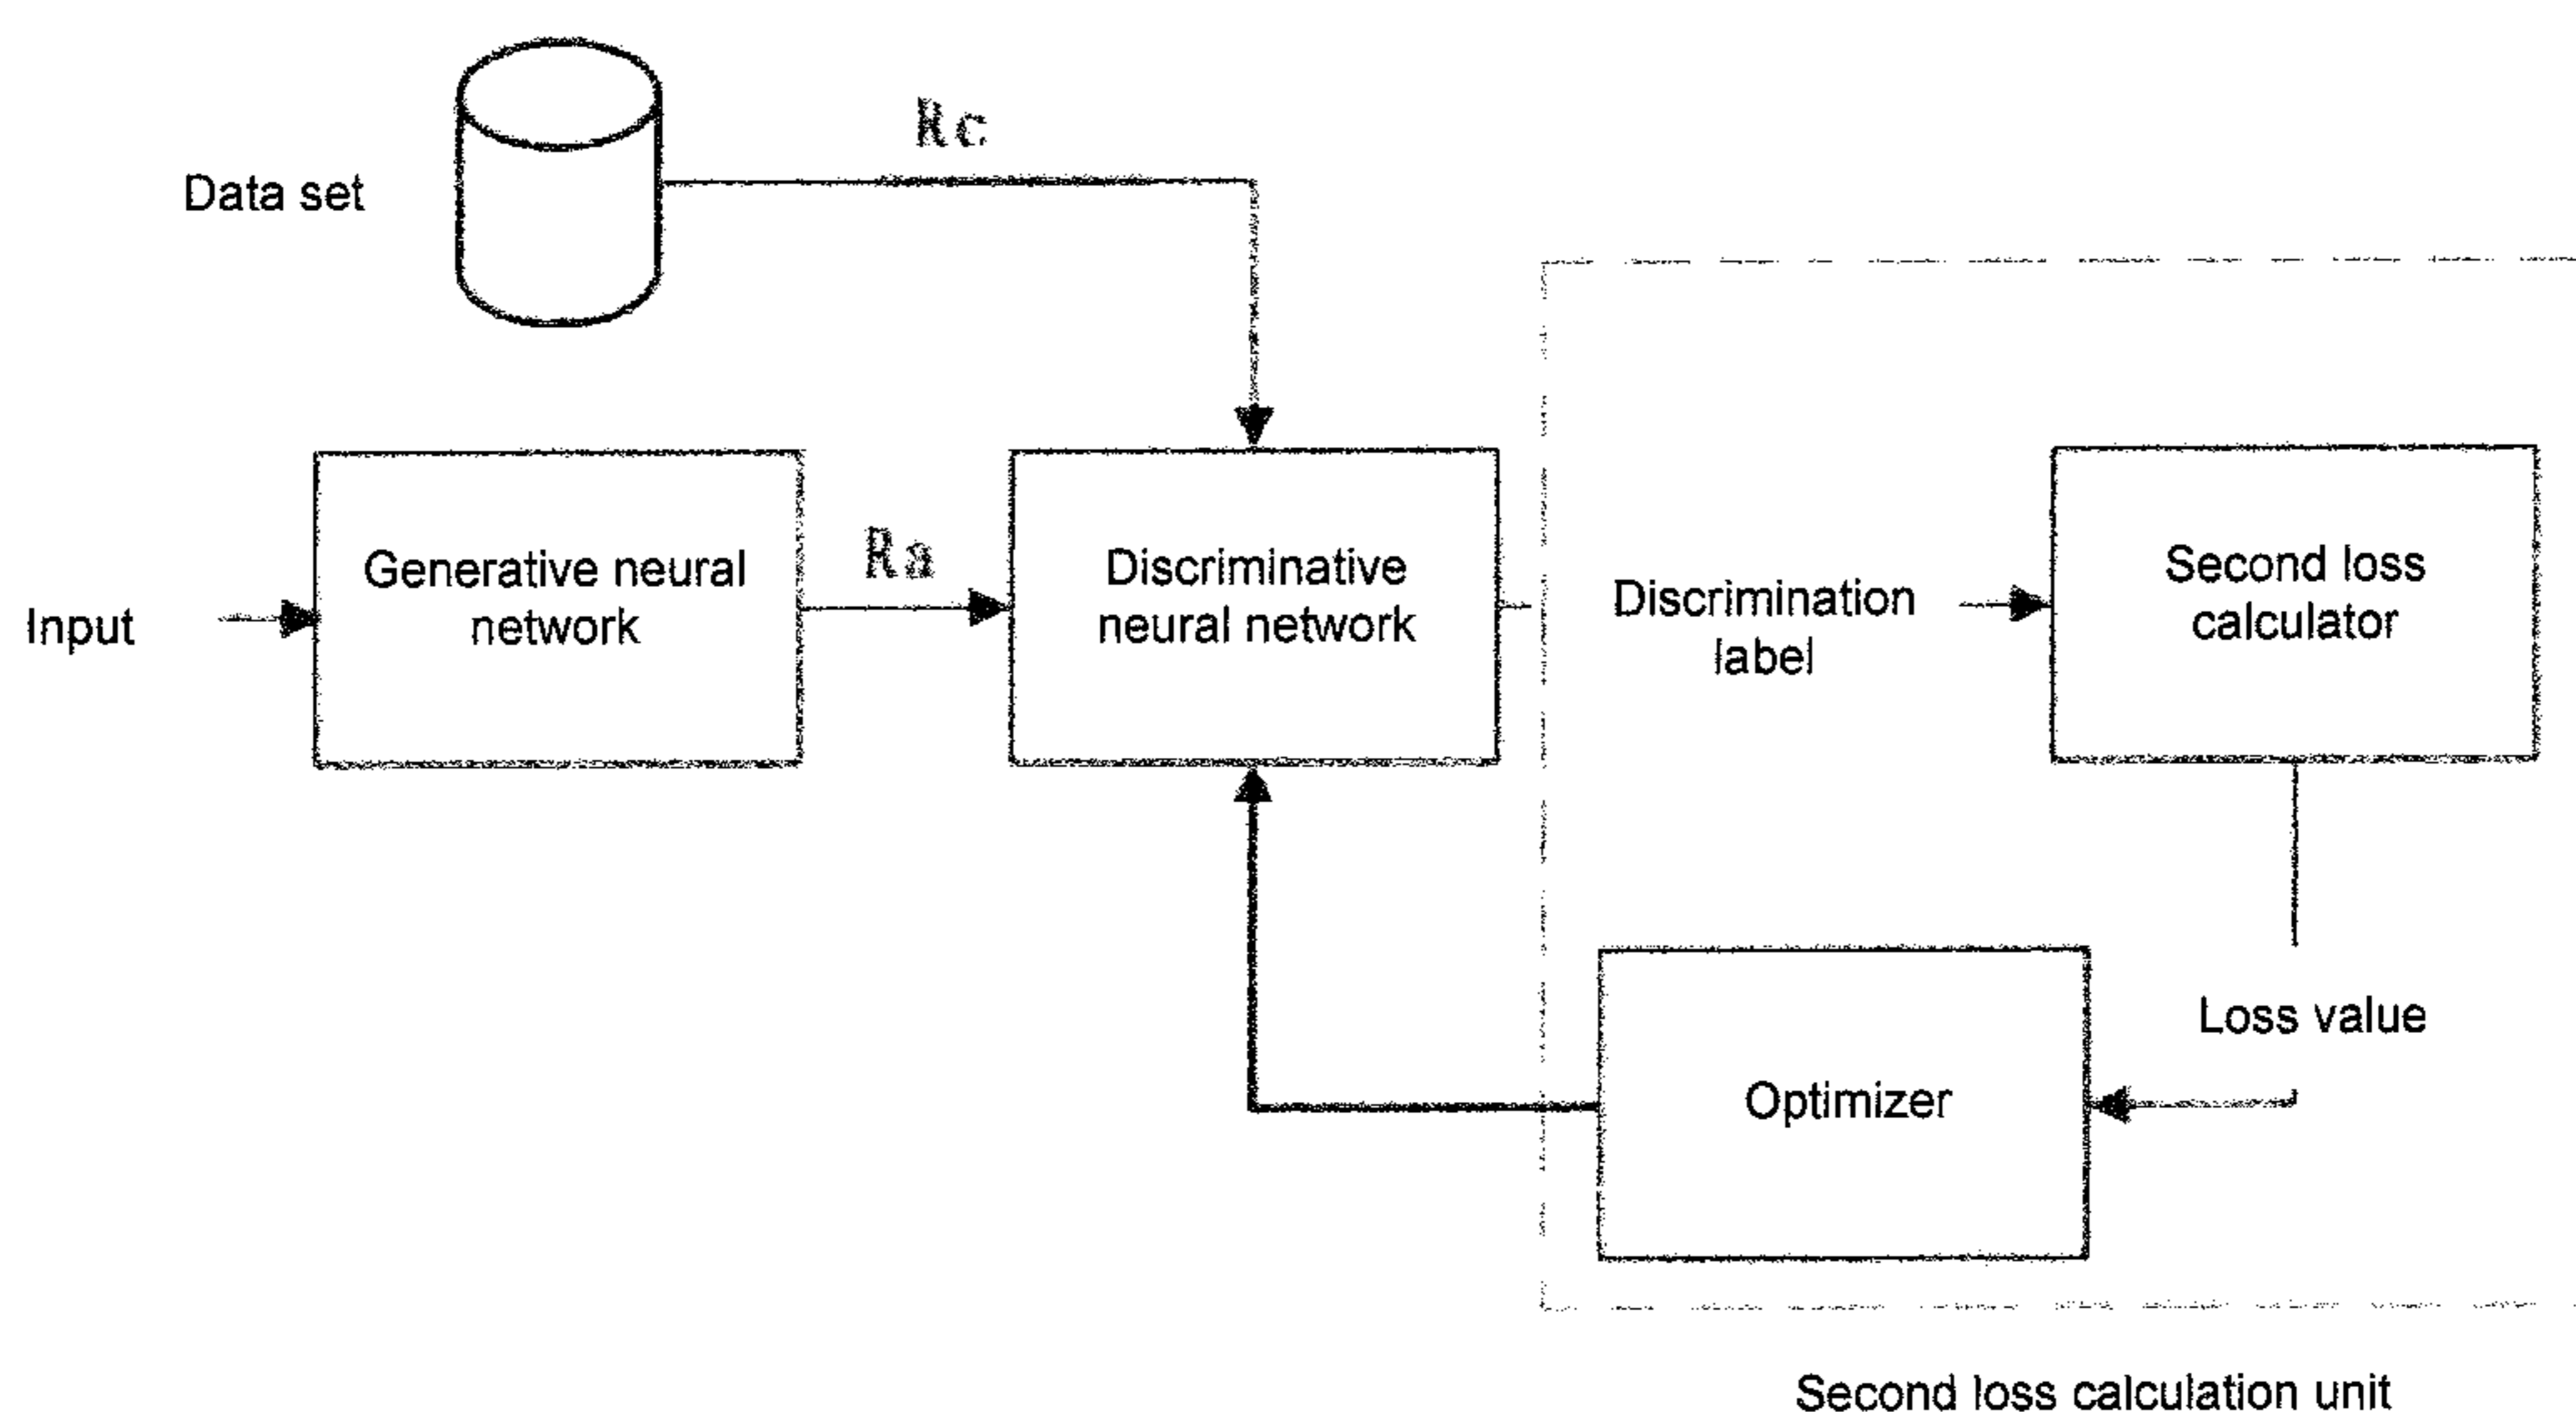 Rc
Data set
Input
Generative neural
network
Ra
Discriminative
neural network
Discrimination
label
Second loss
calculator
Loss value
Optimizer
Second loss calculation unit